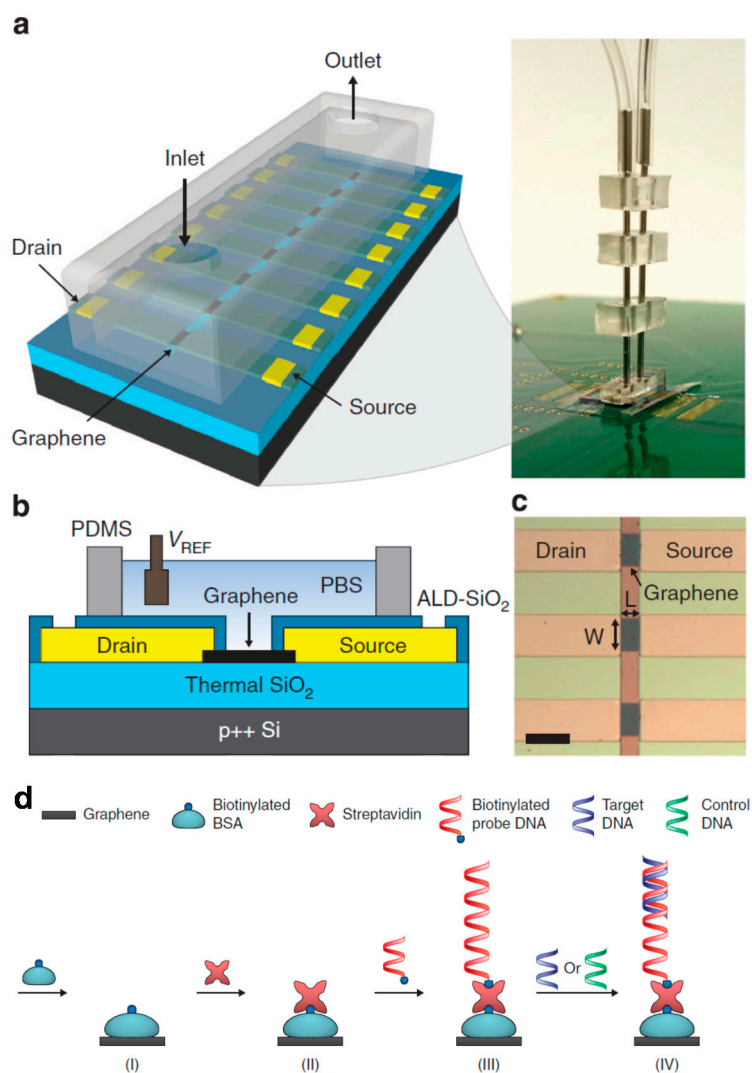 a
Outlet
Inlet
Drain
Graphene
Source
b
PDMS
VREF
Graphene
PBS
ALD-SiO2
Drain
Source
Thermal SiO2
p++ Si
c
Drain
Source
Graphene
L
W
d
Graphene
Biotinylated
BSA
Streptavidin
Biotinylated
probe DNA
Target
DNA
Control
DNA
Or
(I)
(II)
(III)
(IV)